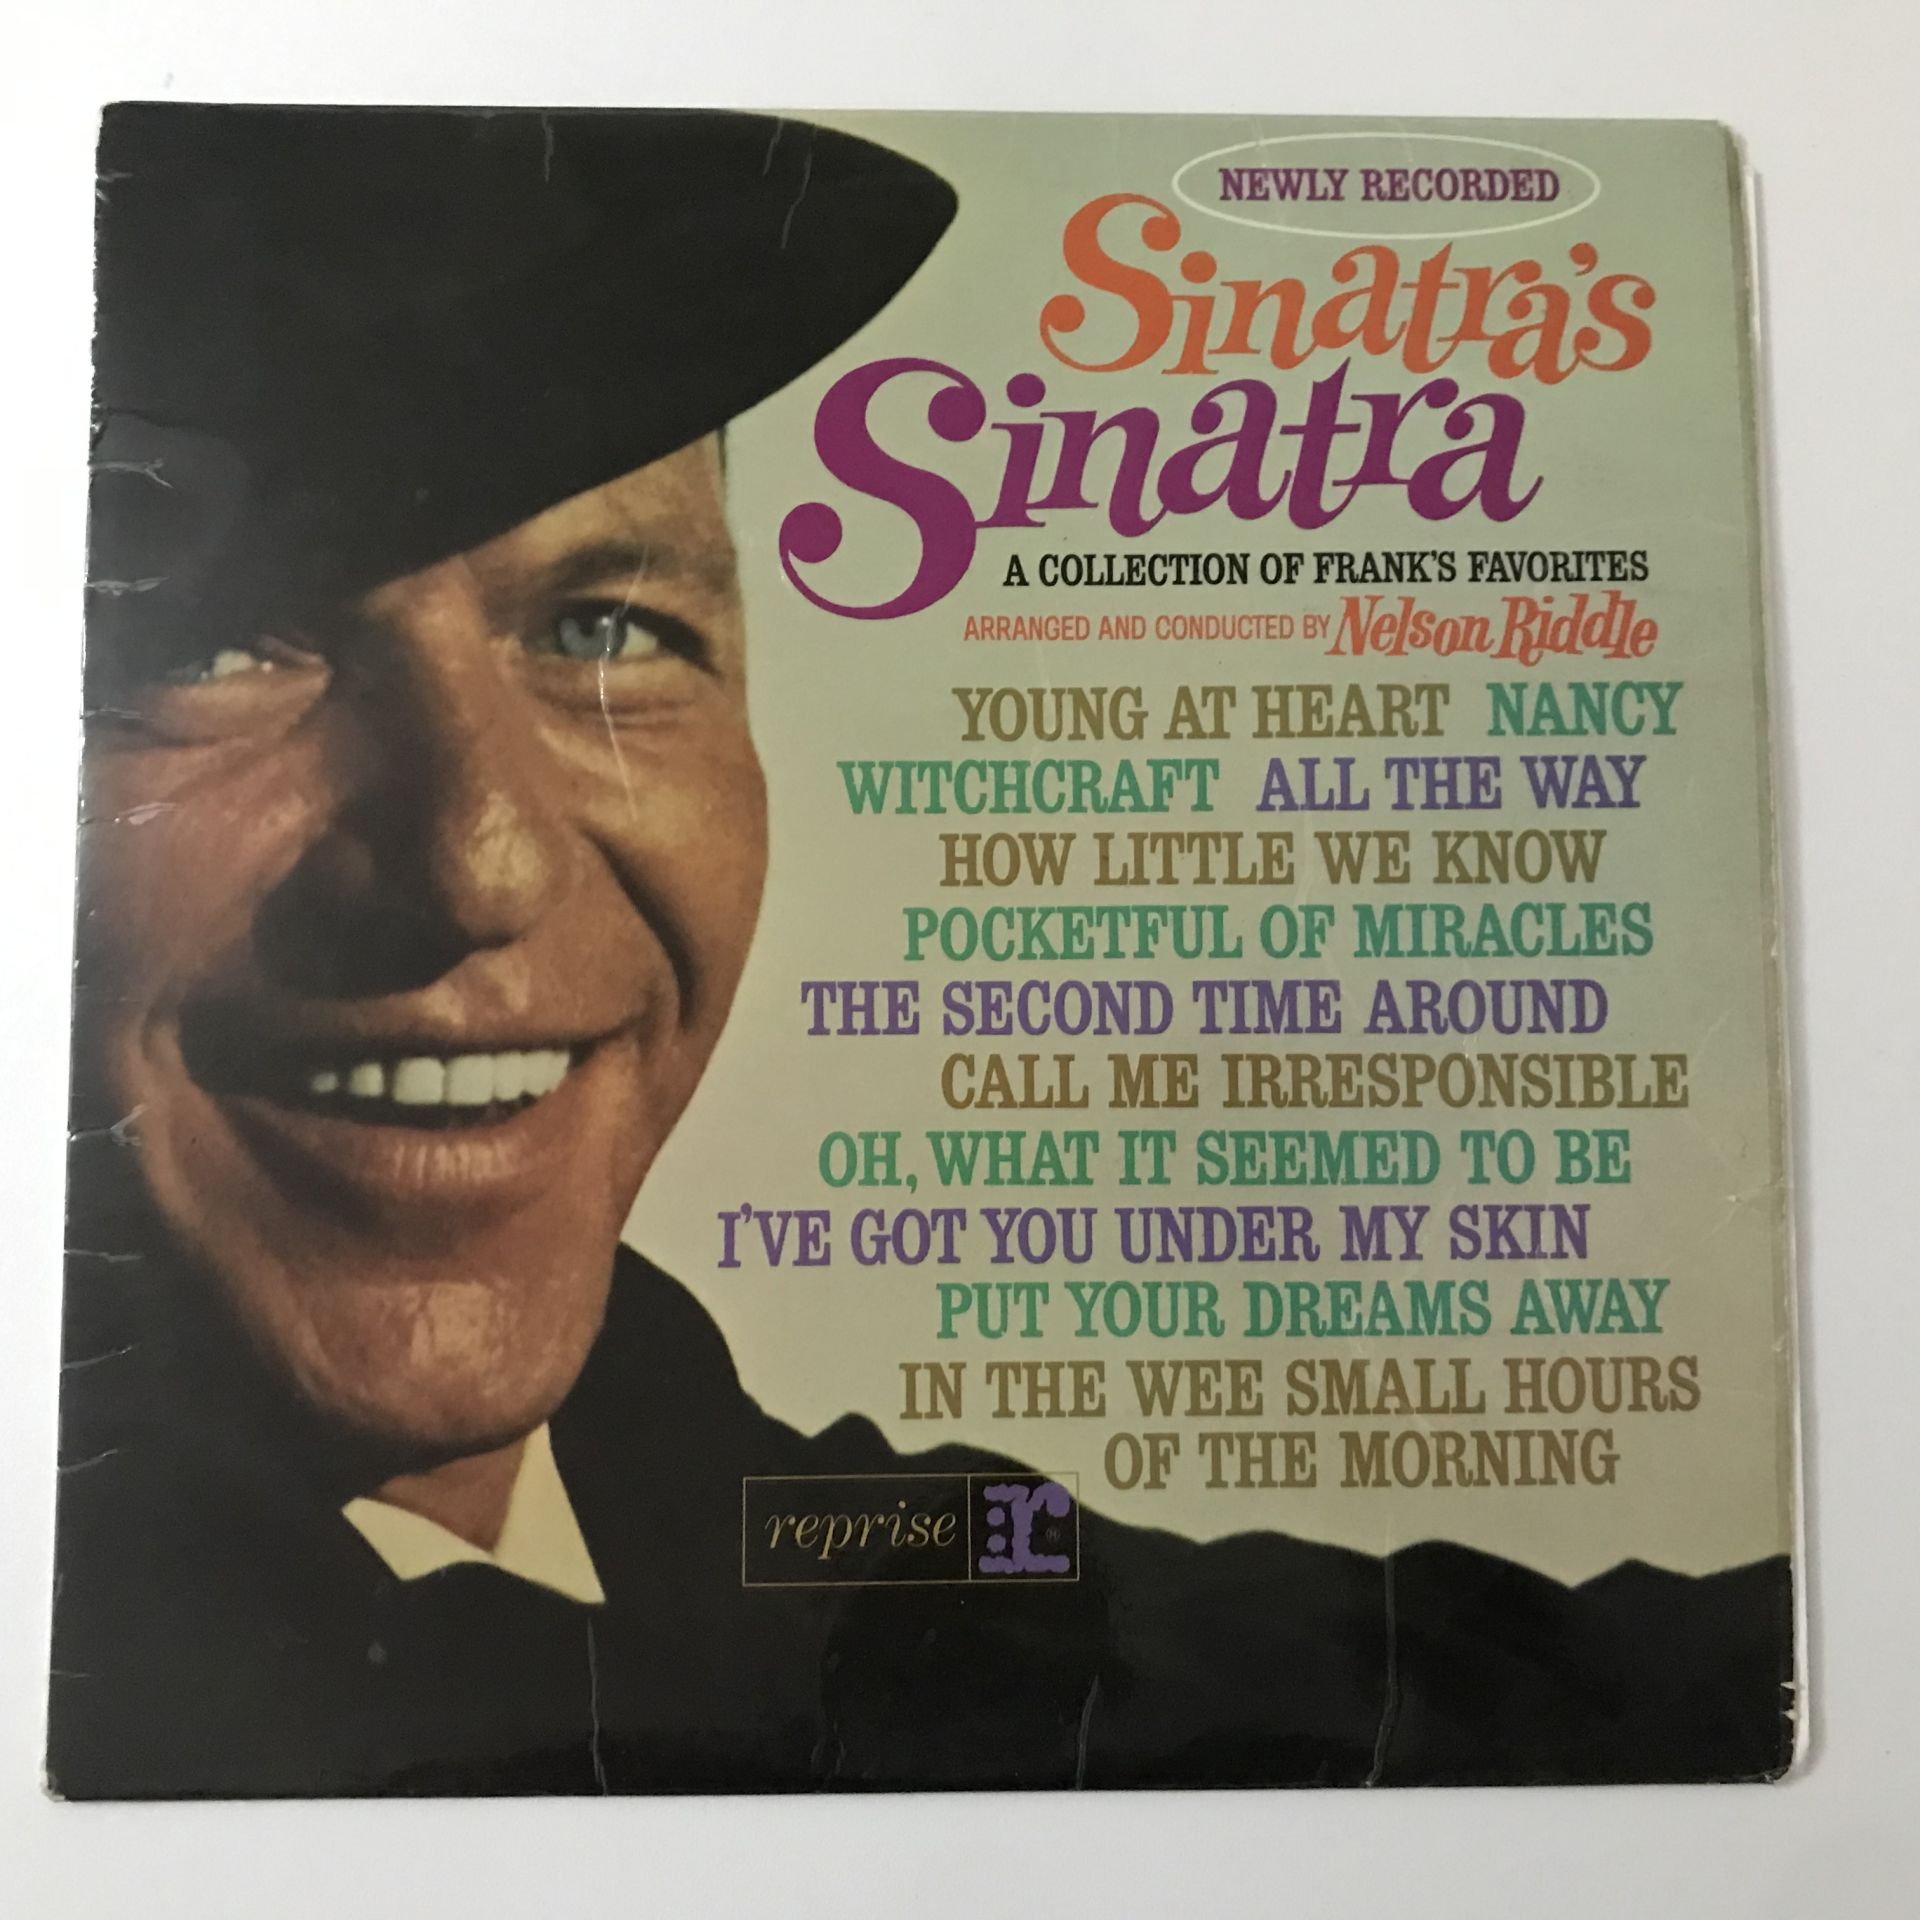 NEWLY RECORDED
Sinatra's
Sinatra
A COLLECTION OF FRANK'S FAVORITES
ARRANGED AND CONDUCTED BY Nelson Riddle
YOUNG AT HEART NANCY
WITCHCRAFT ALL THE WAY
HOW LITTLE WE KNOW
POCKETFUL OF MIRACLES
THE SECOND TIME AROUND
CALL ME IRRESPONSIBLE
OH, WHAT IT SEEMED TO BE
I'VE GOT YOU UNDER MY SKIN
PUT YOUR DREAMS AWAY
IN THE WEE SMALL HOURS
OF THE MORNING
reprise r ®